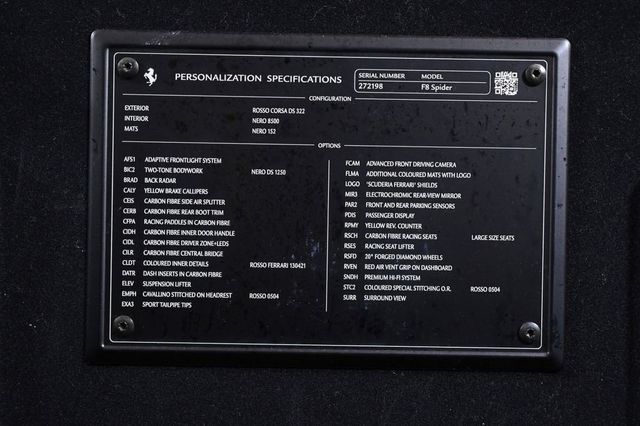 PERSONALIZATION SPECIFICATIONS
SERIAL NUMBER MODEL
272198 F8 Spider
CONFIGURATION
EXTERIOR ROSSO CORSA DS 322
INTERIOR NERO 8500
MATS NERO 152
OPTIONS
AFS1 ADAPTIVE FRONTLIGHT SYSTEM
BIC2 TWO-TONE BODYWORK NERO DS 1250
BRAD BACK RADAR
CALY YELLOW BRAKE CALLIPERS
CEIS CARBON FIBRE SIDE AIR SPLITTER
CERB CARBON FIBRE REAR BOOT TRIM
CFPA RACING PADDLES IN CARBON FIBRE
CIDH CARBON FIBRE INNER DOOR HANDLE
CIDL CARBON FIBRE DRIVER ZONE+LEDS
CILR CARBON FIBRE CENTRAL BRIDGE
CLDT COLOURED INNER DETAILS ROSSO FERRARI 130421
DATR DASH INSERTS IN CARBON FIBRE
ELEV SUSPENSION LIFTER
EMPH CAVALLINO STITCHED ON HEADREST ROSSO 0504
EXA3 SPORT TAILPIPE TIPS
FCAM ADVANCED FRONT DRIVING CAMERA
FLMA ADDITIONAL COLOURED MATS WITH LOGO
LOGO "SCUDERIA FERRARI" SHIELDS
MIR3 ELECTROCHROMIC REAR-VIEW MIRROR
PAR2 FRONT AND REAR PARKING SENSORS
PDIS PASSENGER DISPLAY
RPMY YELLOW REV. COUNTER
RSCH CARBON FIBRE RACING SEATS LARGE SIZE SEATS
RSES RACING SEAT LIFTER
RSFD 20" FORGED DIAMOND WHEELS
RVEN RED AIR VENT GRIP ON DASHBOARD
SNDH PREMIUM HI-FI SYSTEM
STC2 COLOURED SPECIAL STITCHING O.R. ROSSO 0504
SURR SURROUND VIEW